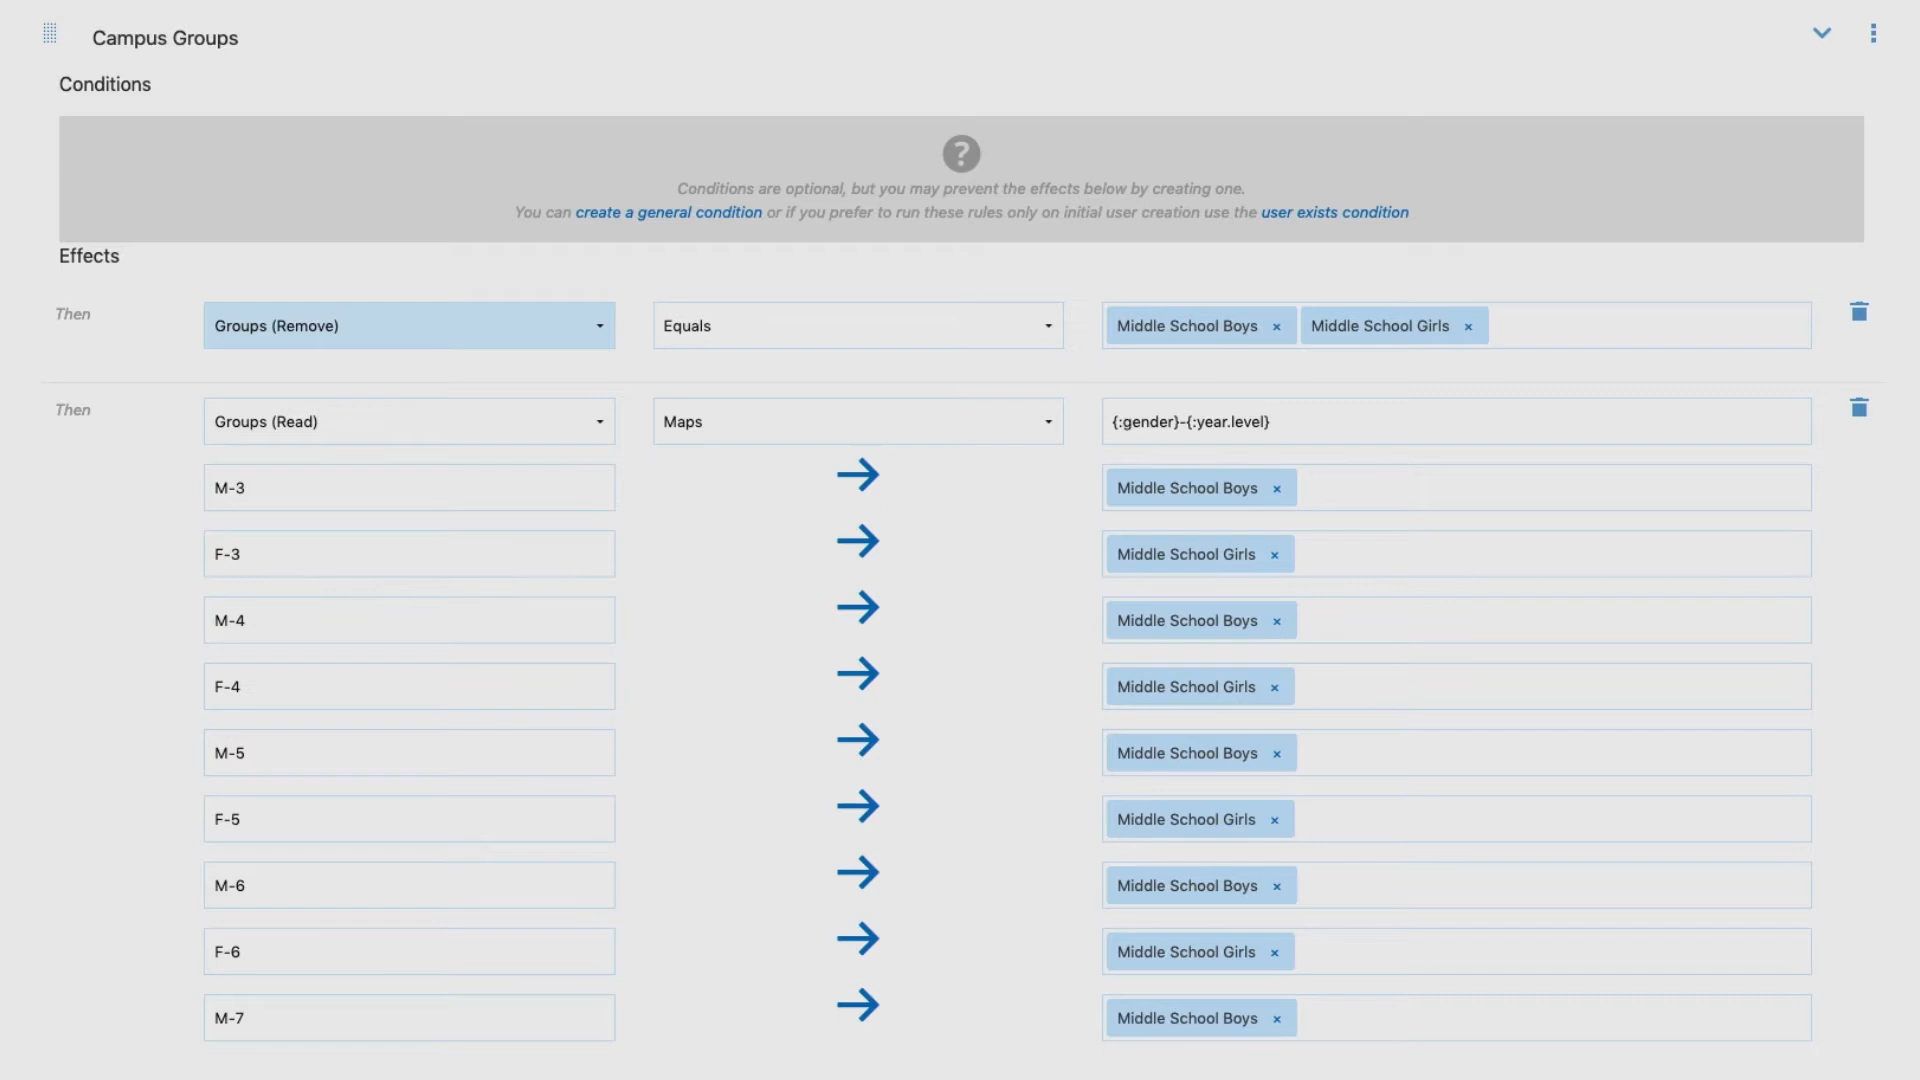 Campus Groups
Conditions
?
Conditions are optional, but you may prevent the effects below by creating one.
You can create a general condition or if you prefer to run these rules only on initial user creation use the user exists condition
Effects
Then Groups (Remove) Equals Middle School Boys × Middle School Girls ×
Then Groups (Read) Maps {:gender}-{:year.level}
M-3 Middle School Boys ×
F-3 Middle School Girls ×
M-4 Middle School Boys ×
F-4 Middle School Girls ×
M-5 Middle School Boys ×
F-5 Middle School Girls ×
M-6 Middle School Boys ×
F-6 Middle School Girls ×
M-7 Middle School Boys ×